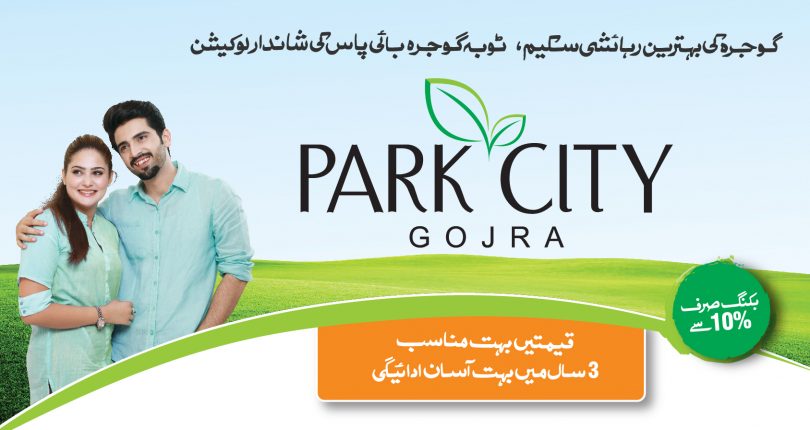 گوجرہ کی بہترین رہائشی سکیم، ٹوبہ گوجرہ بائی پاس کی شاندار لوکیشن
PARK CITY
GOJRA
بکنگ صرف
10% سے
قیمتیں بہت مناسب
3 سال میں بہت آسان ادائیگی